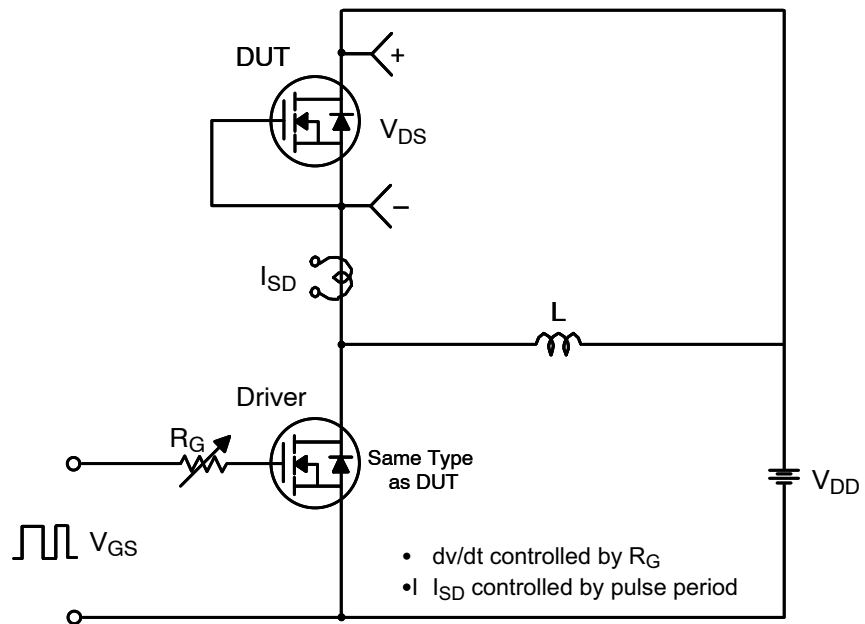 DUT
+
V_DS
−
I_SD
L
Driver
R_G
Same Type
as DUT
V_DD
V_GS
• dv/dt controlled by R_G
•I I_SD controlled by pulse period